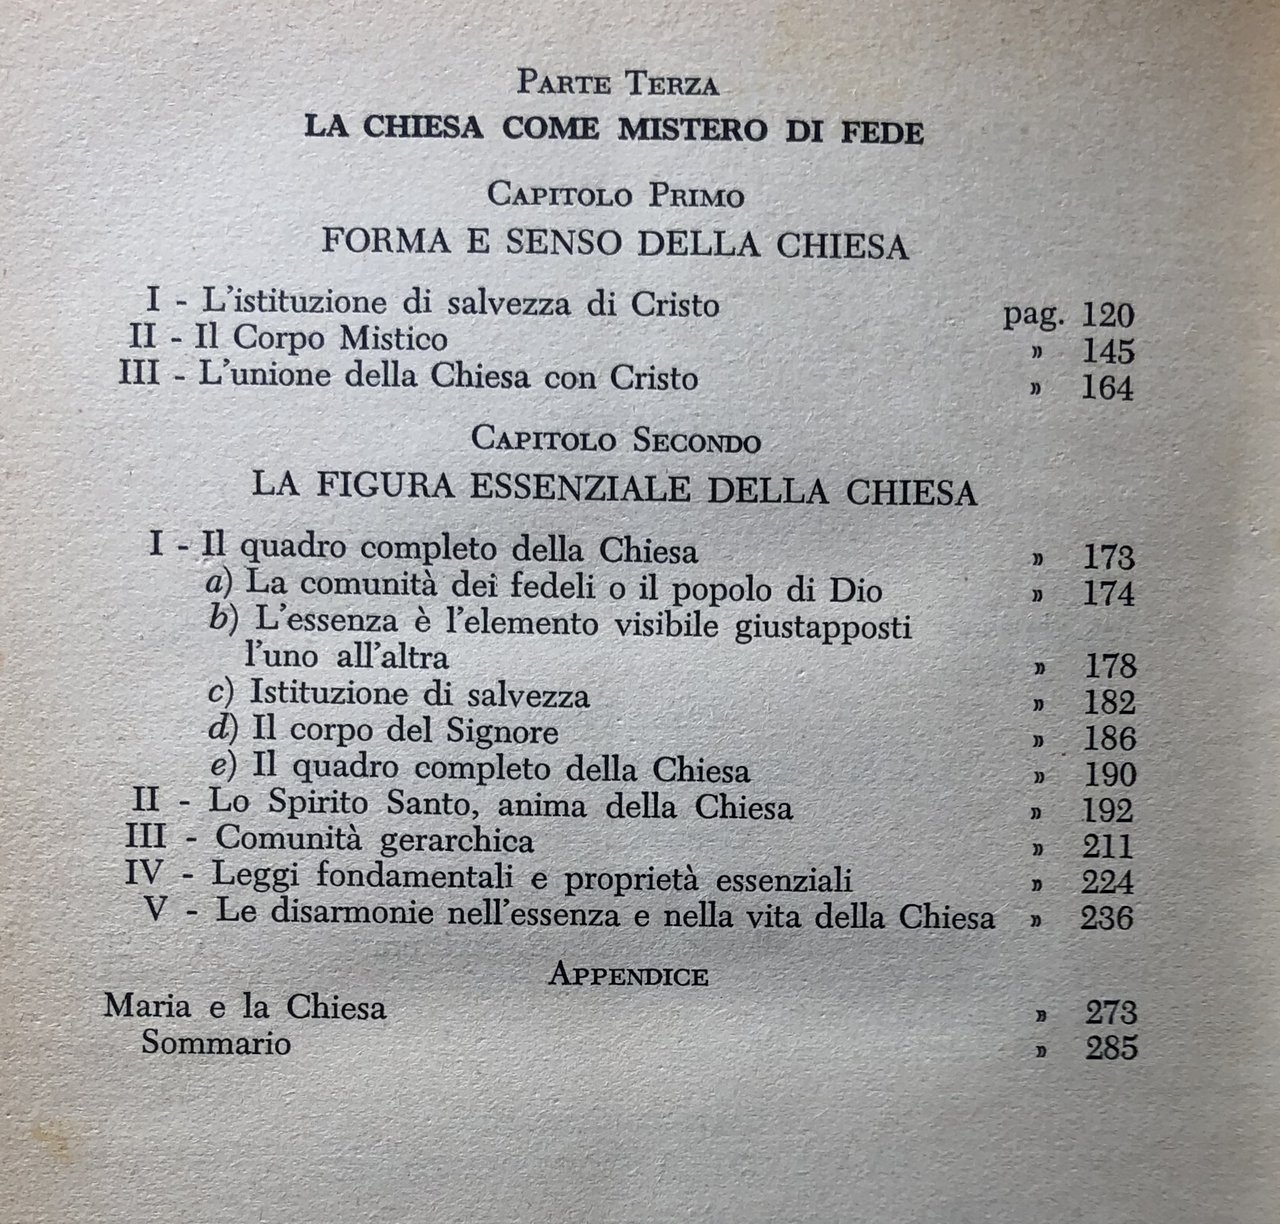 Parte Terza
LA CHIESA COME MISTERO DI FEDE
Capitolo Primo
FORMA E SENSO DELLA CHIESA
I - L'istituzione di salvezza di Cristo pag. 120
II - Il Corpo Mistico » 145
III - L'unione della Chiesa con Cristo » 164
Capitolo Secondo
LA FIGURA ESSENZIALE DELLA CHIESA
I - Il quadro completo della Chiesa » 173
a) La comunità dei fedeli o il popolo di Dio » 174
b) L'essenza è l'elemento visibile giustapposti
l'uno all'altra » 178
c) Istituzione di salvezza » 182
d) Il corpo del Signore » 186
e) Il quadro completo della Chiesa » 190
II - Lo Spirito Santo, anima della Chiesa » 192
III - Comunità gerarchica » 211
IV - Leggi fondamentali e proprietà essenziali » 224
V - Le disarmonie nell'essenza e nella vita della Chiesa » 236
Appendice
Maria e la Chiesa » 273
Sommario » 285